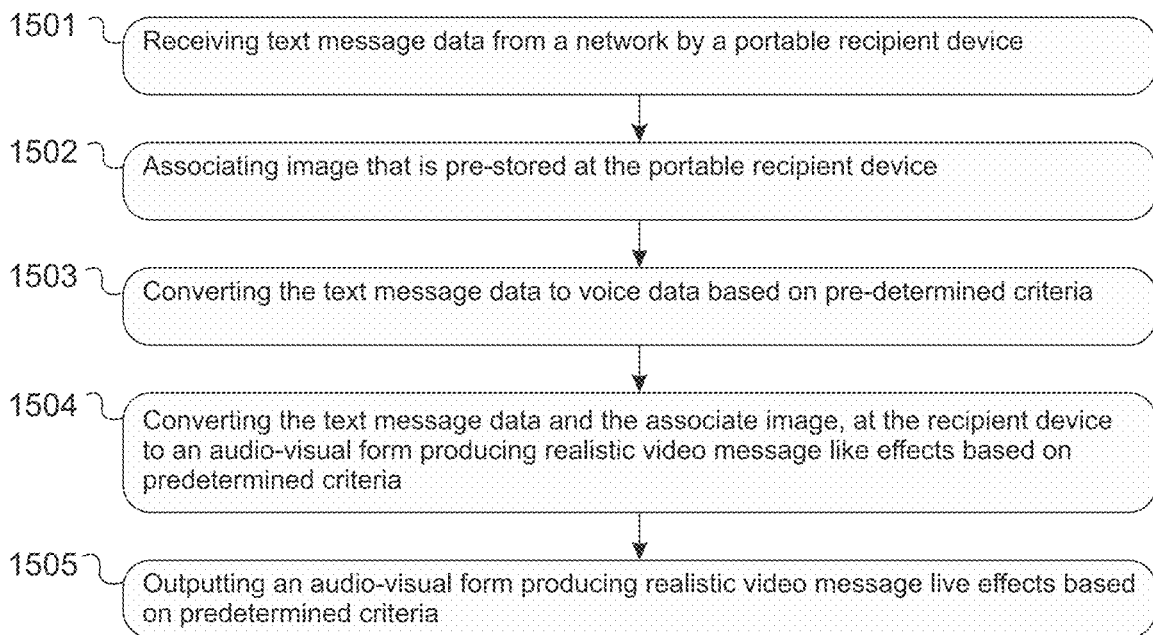 1501
Receiving text message data from a network by a portable recipient device
1502
Associating image that is pre-stored at the portable recipient device
1503
Converting the text message data to voice data based on pre-determined criteria
1504
Converting the text message data and the associate image, at the recipient device
to an audio-visual form producing realistic video message like effects based on
predetermined criteria
1505
Outputting an audio-visual form producing realistic video message live effects based
on predetermined criteria